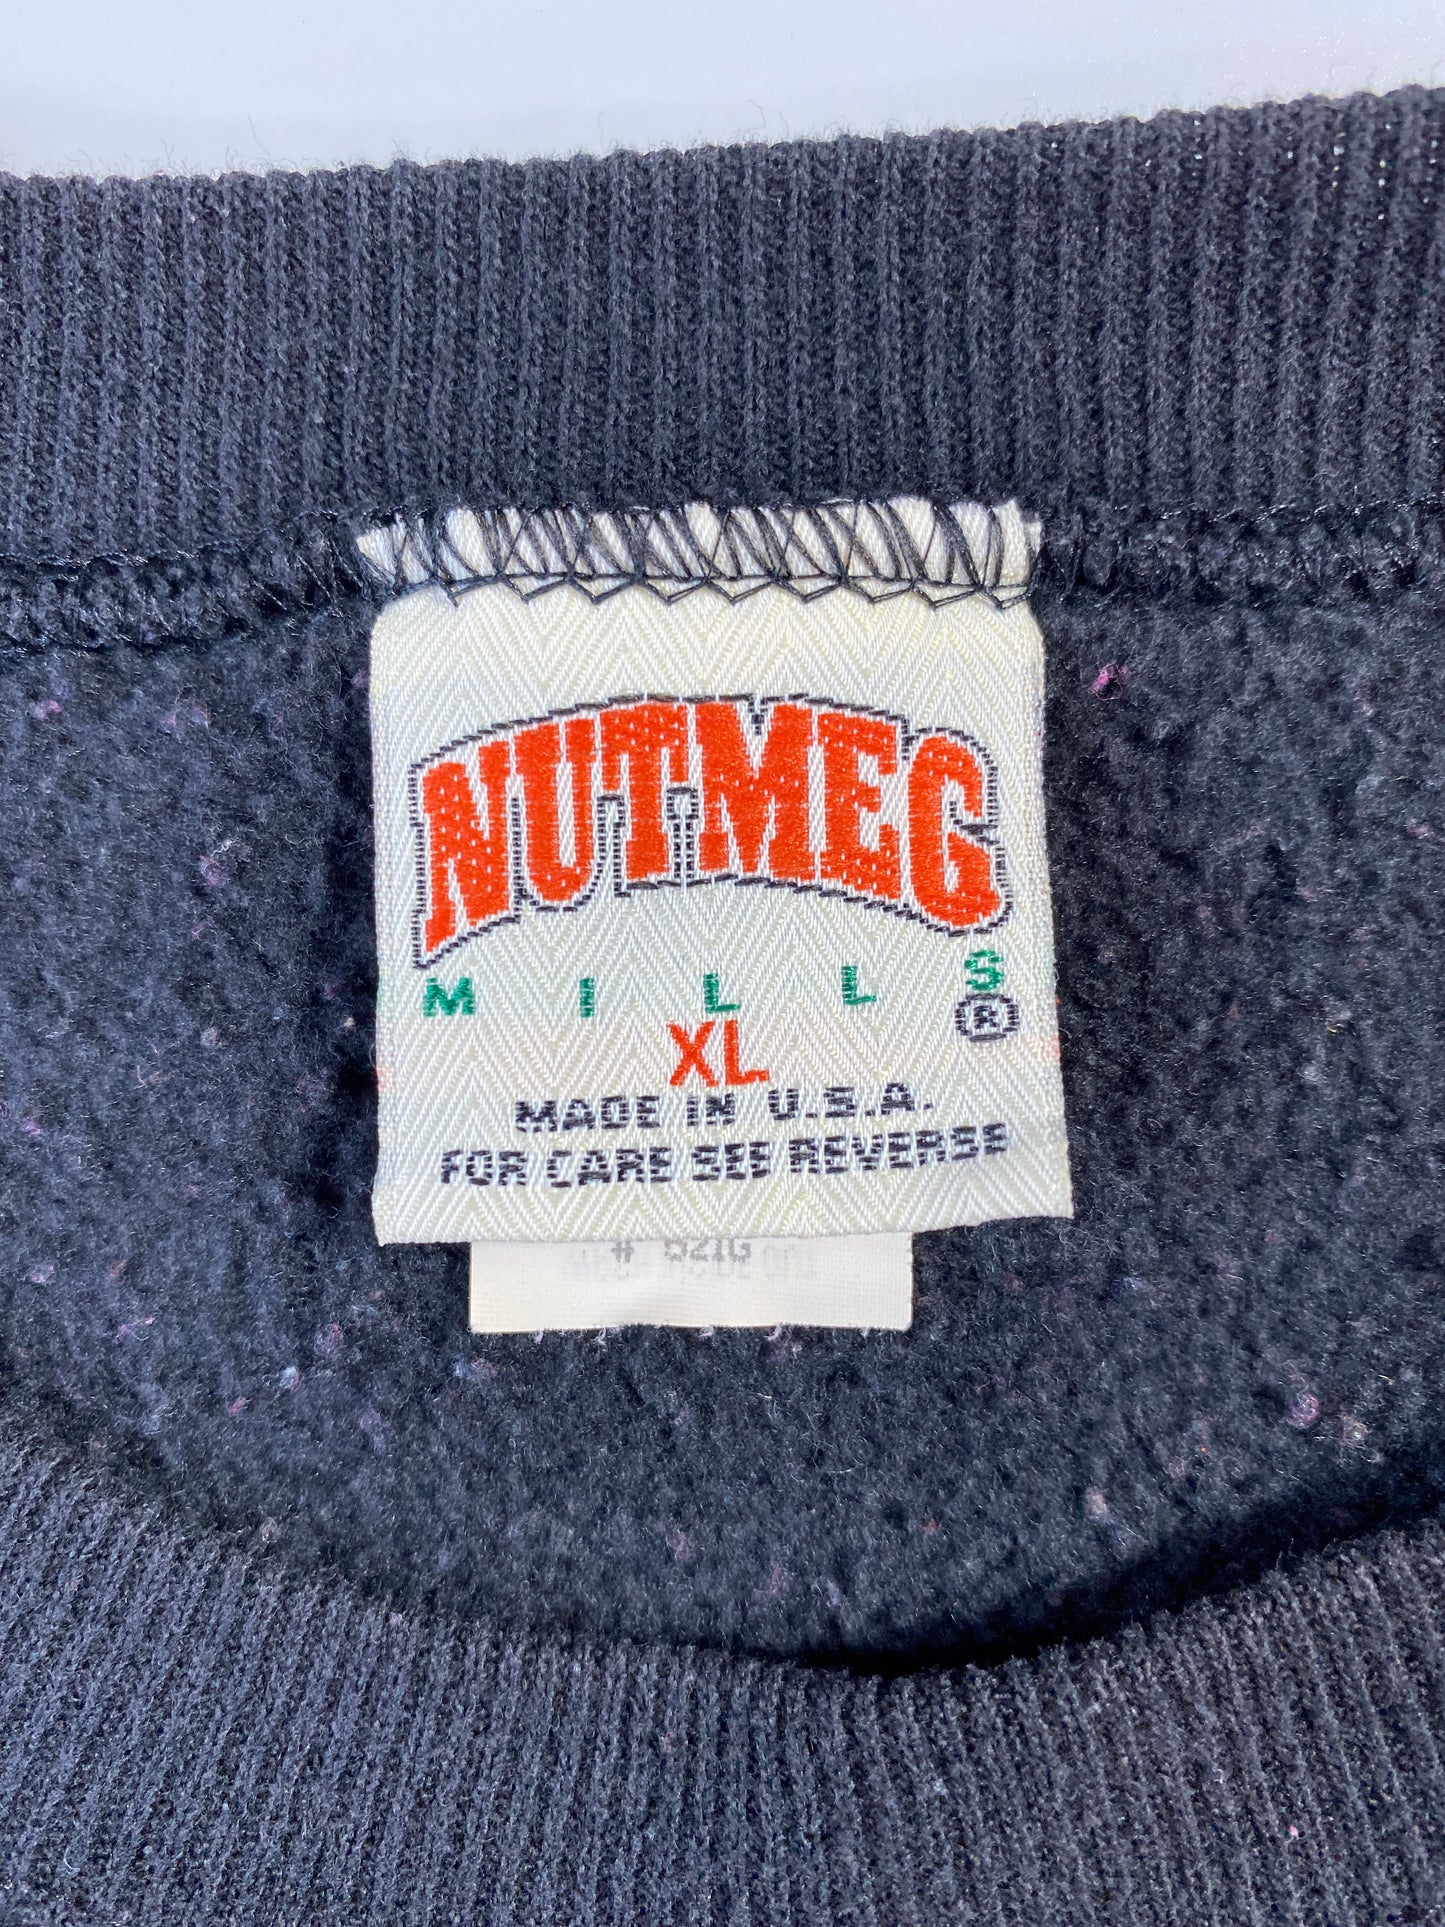 NUTMEG
MILLS
®
XL
MADE IN U.S.A.
FOR CARE SEE REVERSE